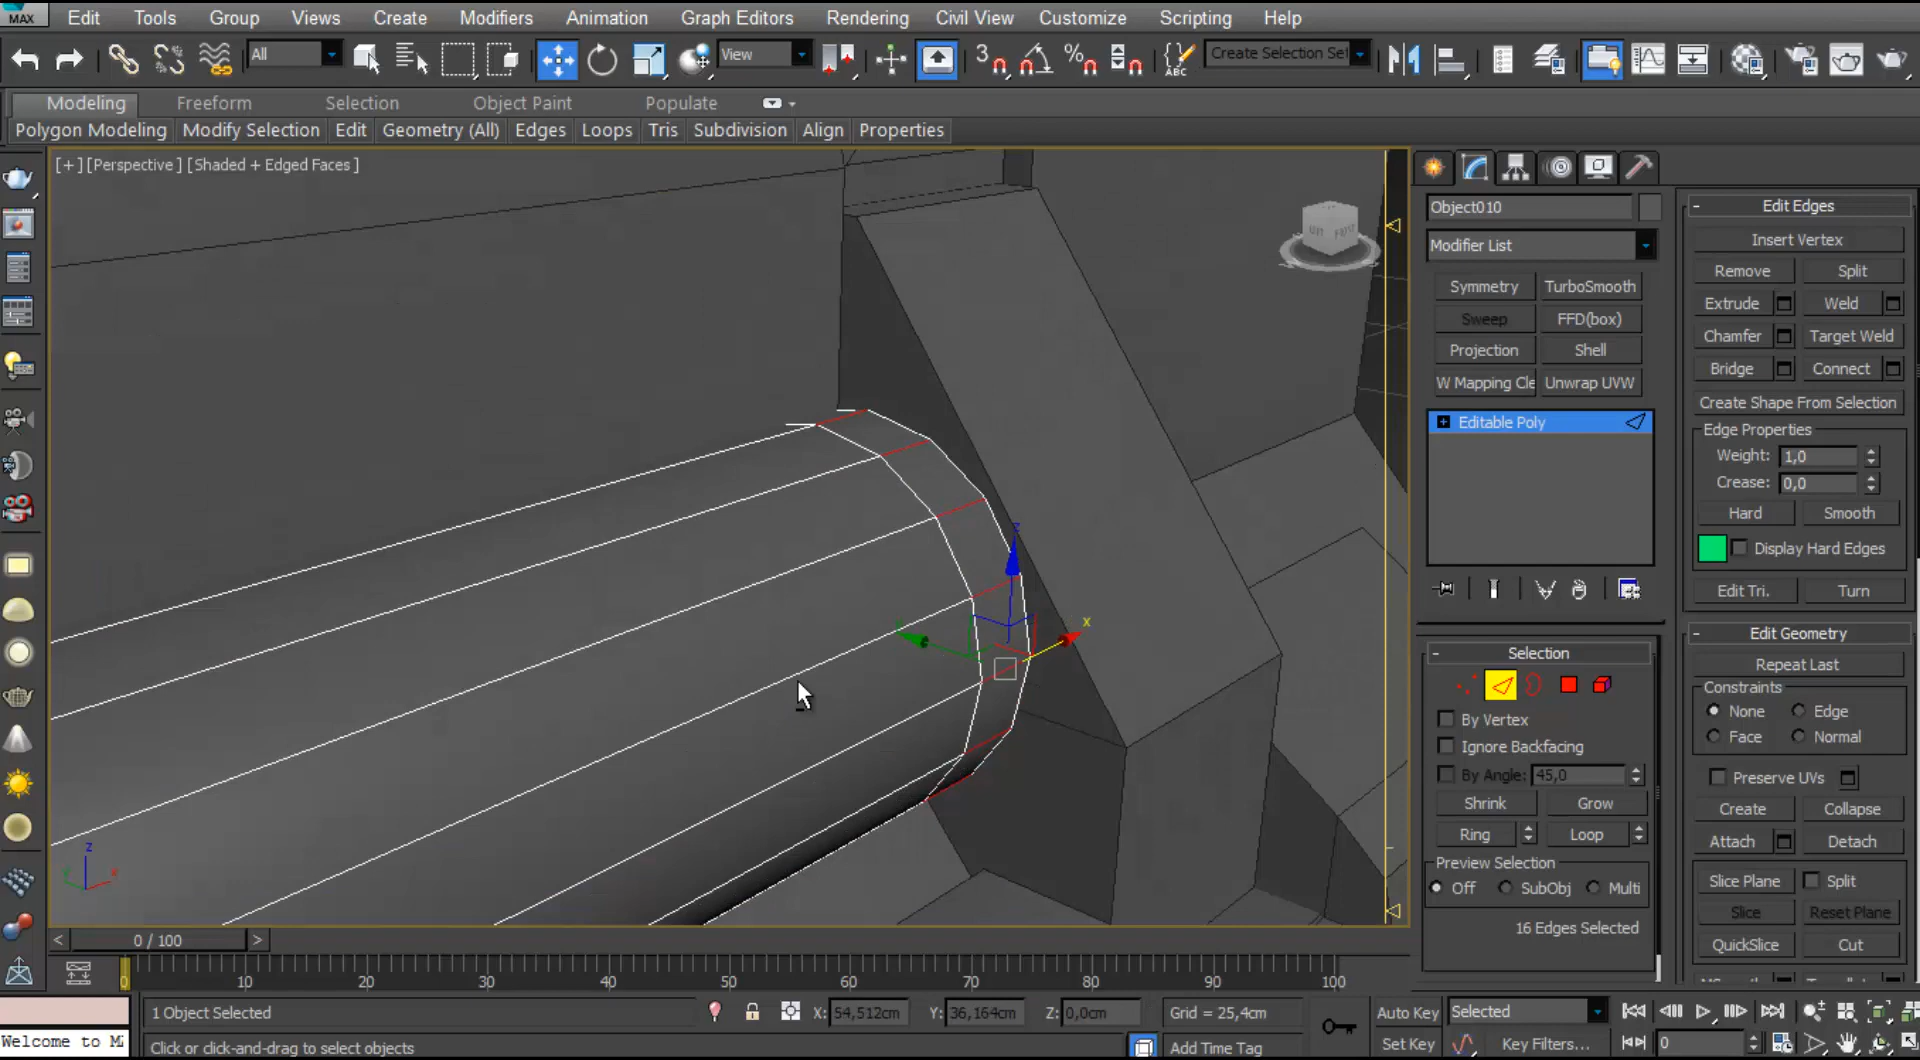 MAX Edit Tools Group Views Create Modifiers Animation Graph Editors Rendering Civil View Customize Scripting Help
All View 3 % ABC Create Selection Set
Modeling Freeform Selection Object Paint Populate
Polygon Modeling Modify Selection Edit Geometry (All) Edges Loops Tris Subdivision Align Properties
[+] [Perspective] [Shaded + Edged Faces]
Object010
Modifier List
Symmetry TurboSmooth
Sweep FFD(box)
Projection Shell
W Mapping Cle Unwrap UVW
Editable Poly
Selection
By Vertex
Ignore Backfacing
By Angle: 45,0
Shrink Grow
Ring Loop
Preview Selection
Off SubObj Multi
16 Edges Selected
Edit Edges
Insert Vertex
Remove Split
Extrude Weld
Chamfer Target Weld
Bridge Connect
Create Shape From Selection
Edge Properties
Weight: 1,0
Crease: 0,0
Hard Smooth
Display Hard Edges
Edit Tri. Turn
Edit Geometry
Repeat Last
Constraints
None Edge
Face Normal
Preserve UVs
Create Collapse
Attach Detach
Slice Plane Split
Slice Reset Plane
QuickSlice Cut
z
x
z
x
< 0 / 100 >
0 10 20 30 40 50 60 70 80 90 100
1 Object Selected X: 54,512cm Y: 36,164cm Z: 0,0cm Grid = 25,4cm Auto Key Selected
Welcome to M Click or click-and-drag to select objects Add Time Tag Set Key Key Filters... 0